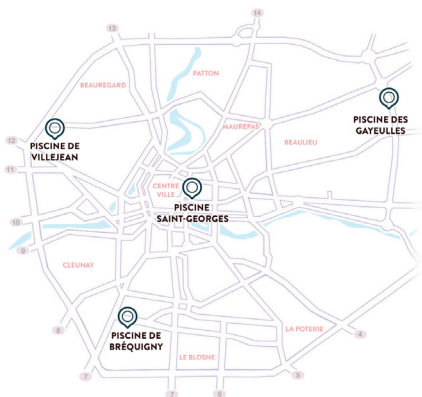 13
14
PATTON
BEAUREGARD
PISCINE DES
GAYEULLES
MAUREPAS
BEAULIEU
12
PISCINE DE
VILLEJEAN
11
CENTRE
VILLE
PISCINE
SAINT-GEORGES
10
9
CLEUNAY
8
PISCINE DE
BRÉQUIGNY
LA POTERIE
4
LE BLOSNE
7
5
7
6